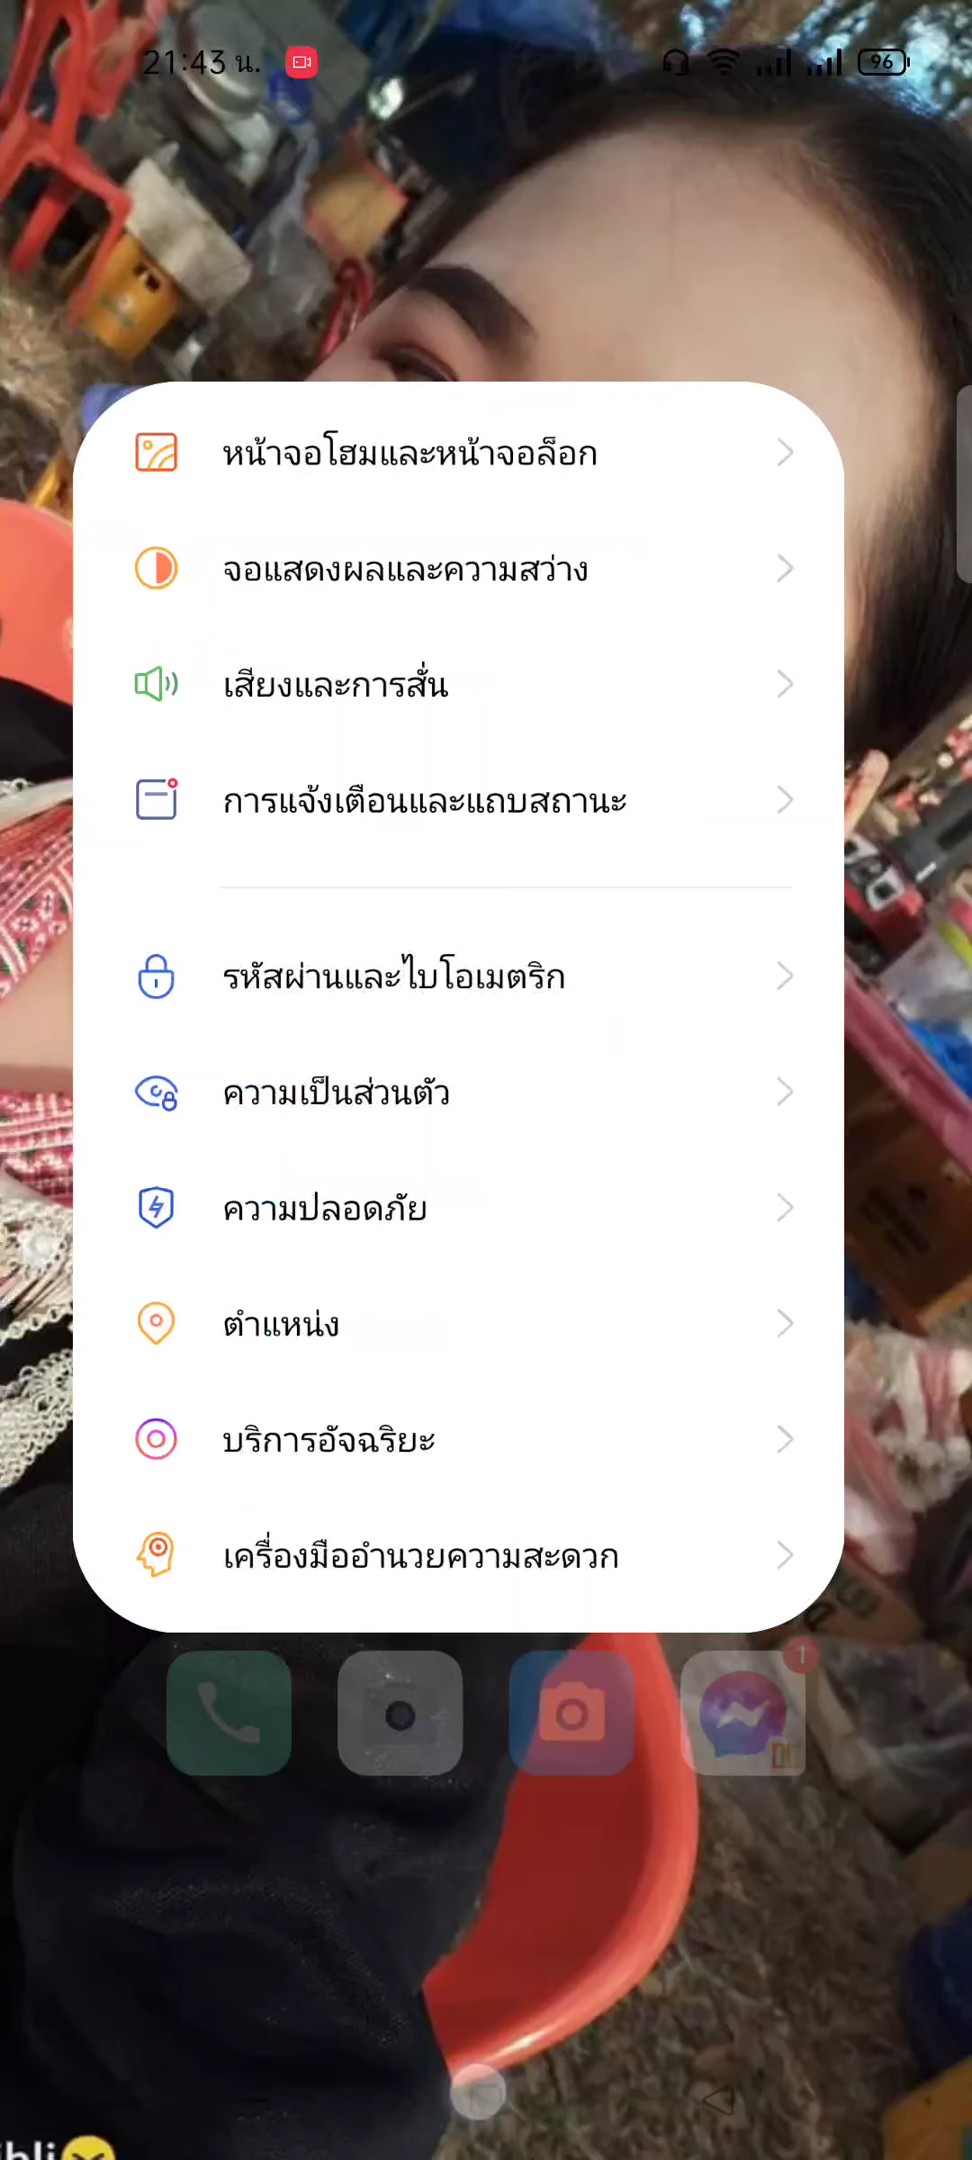 21:43 น.
96
หน้าจอโฮมและหน้าจอล็อก
จอแสดงผลและความสว่าง
เสียงและการสั่น
การแจ้งเตือนและแถบสถานะ
รหัสผ่านและไบโอเมตริก
ความเป็นส่วนตัว
ความปลอดภัย
ตำแหน่ง
บริการอัจฉริยะ
เครื่องมืออำนวยความสะดวก
1